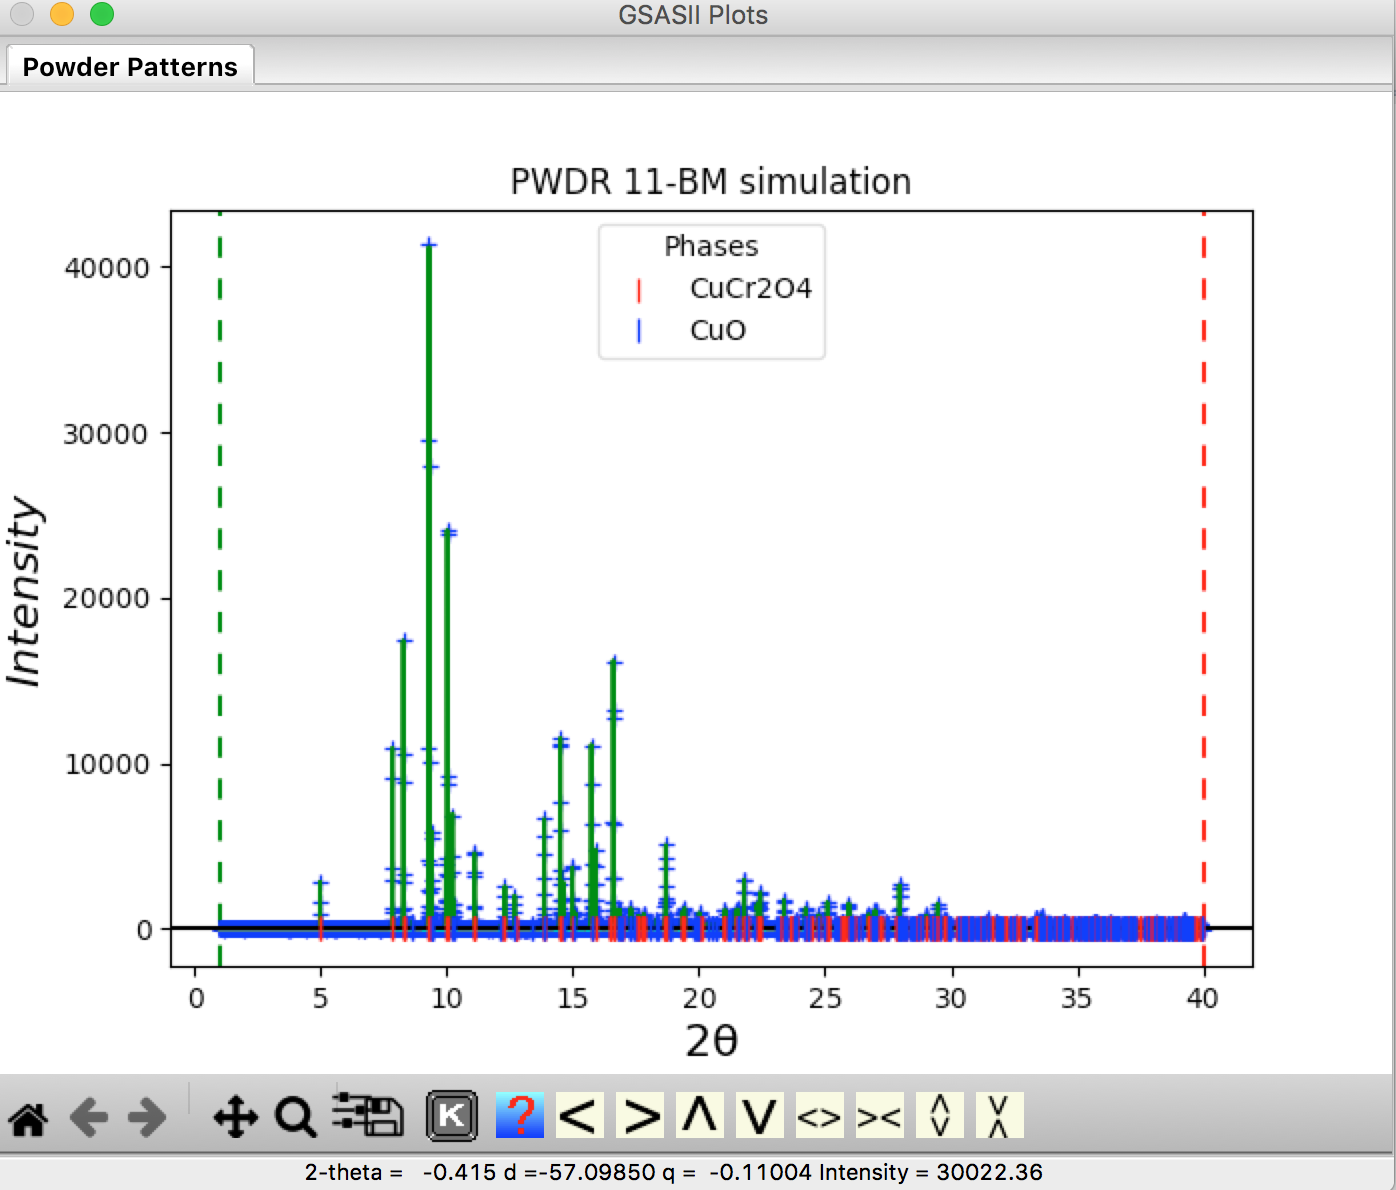 GSASII Plots
Powder Patterns
PWDR 11-BM simulation
Phases
CuCr2O4
CuO
40000
30000
20000
10000
0
Intensity
0 5 10 15 20 25 30 35 40
2θ
K ? < > Λ V <> ><
2-theta = -0.415 d =-57.09850 q = -0.11004 Intensity = 30022.36